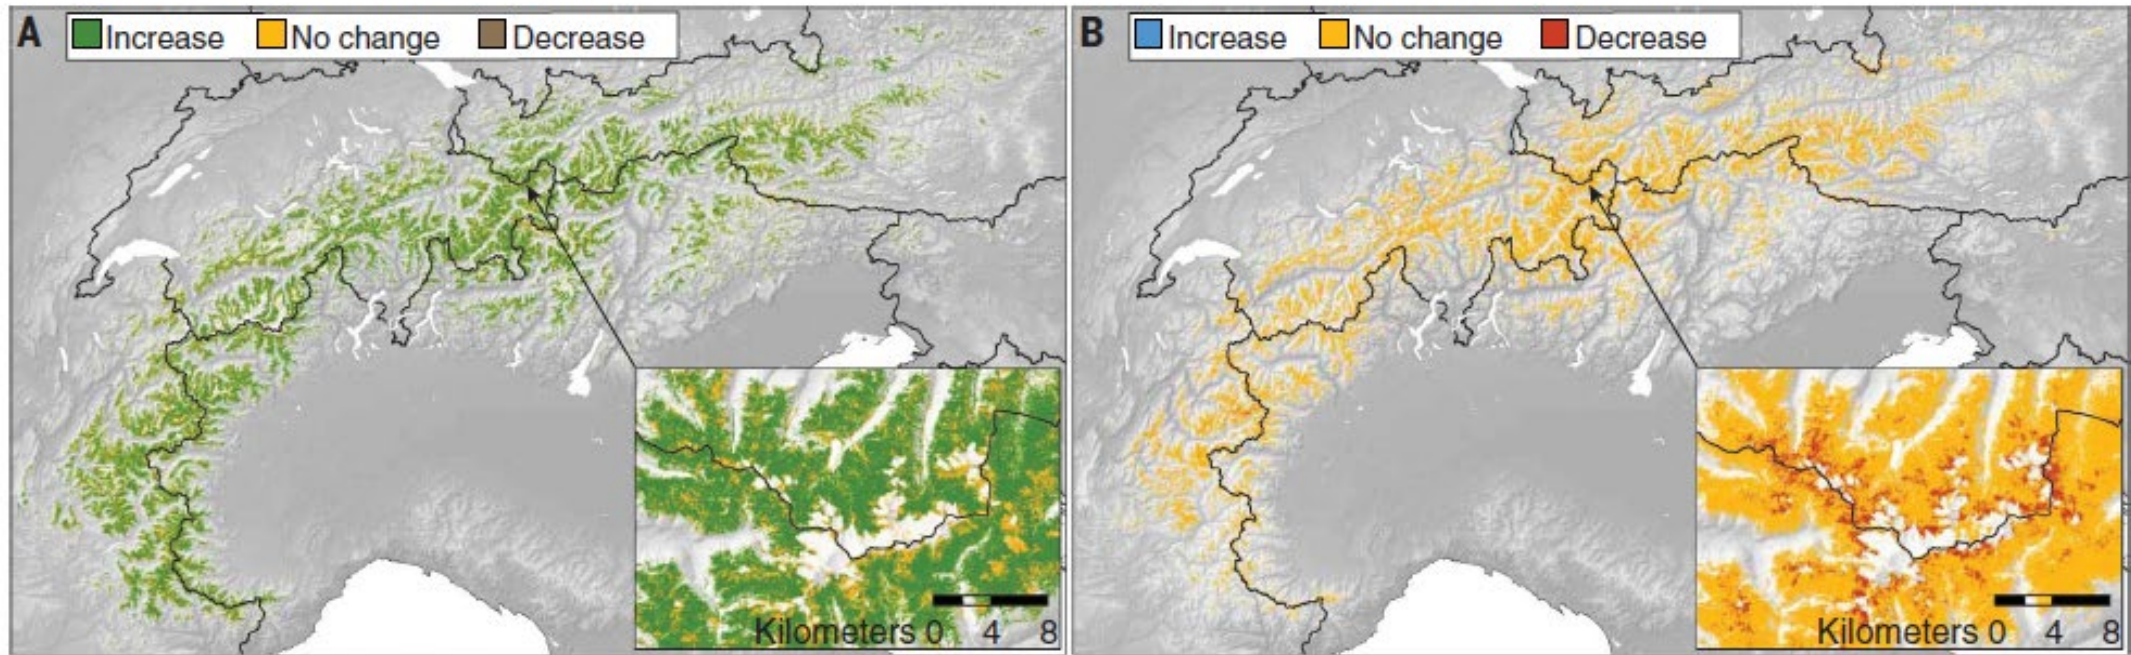 A Increase No change Decrease
Kilometers 0 4 8
B Increase No change Decrease
Kilometers 0 4 8